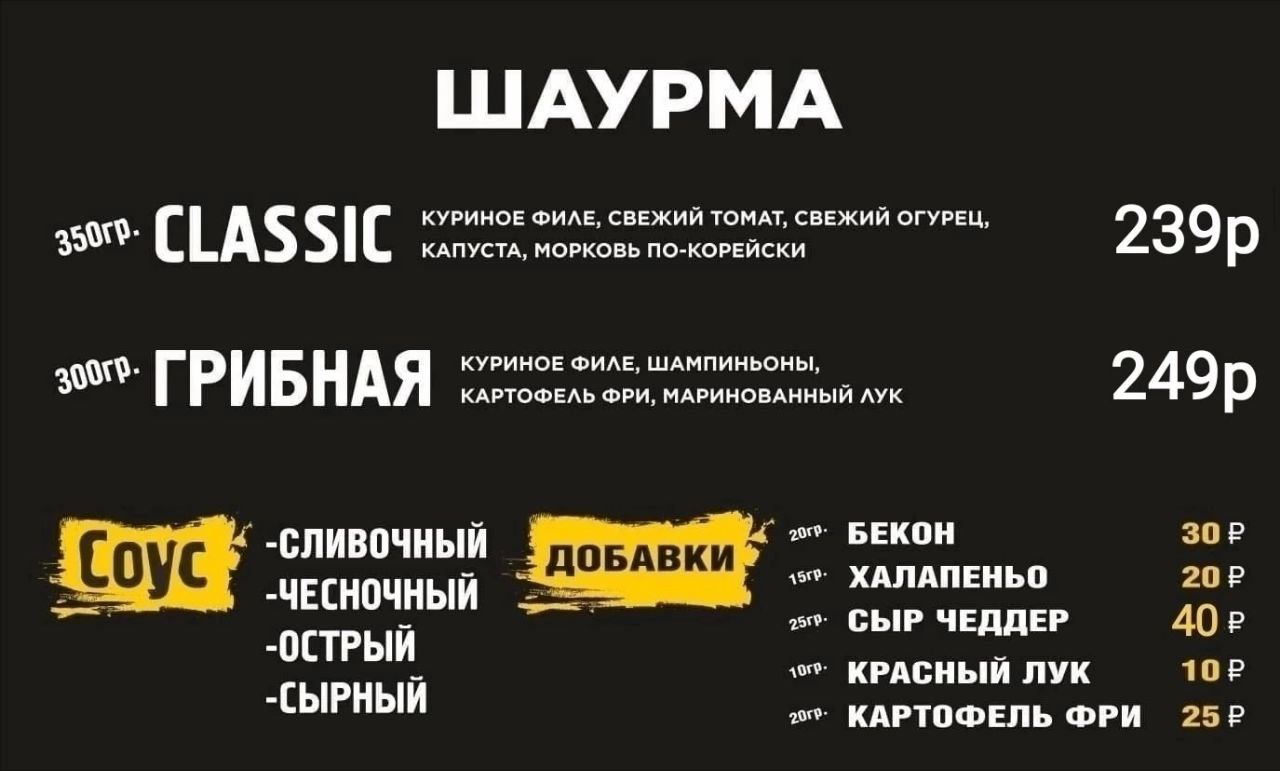 ШАУРМА
350гр. CLASSIC КУРИНОЕ ФИЛЕ, СВЕЖИЙ ТОМАТ, СВЕЖИЙ ОГУРЕЦ, 239р
КАПУСТА, МОРКОВЬ ПО-КОРЕЙСКИ
300гр. ГРИБНАЯ КУРИНОЕ ФИЛЕ, ШАМПИНЬОНЫ, 249р
КАРТОФЕЛЬ ФРИ, МАРИНОВАННЫЙ ЛУК
Соус
-СЛИВОЧНЫЙ
-ЧЕСНОЧНЫЙ
-ОСТРЫЙ
-СЫРНЫЙ
ДОБАВКИ
20гр. БЕКОН 30 ₽
15гр. ХАЛАПЕНЬО 20 ₽
25гр. СЫР ЧЕДДЕР 40 ₽
10гр. КРАСНЫЙ ЛУК 10 ₽
20гр. КАРТОФЕЛЬ ФРИ 25 ₽